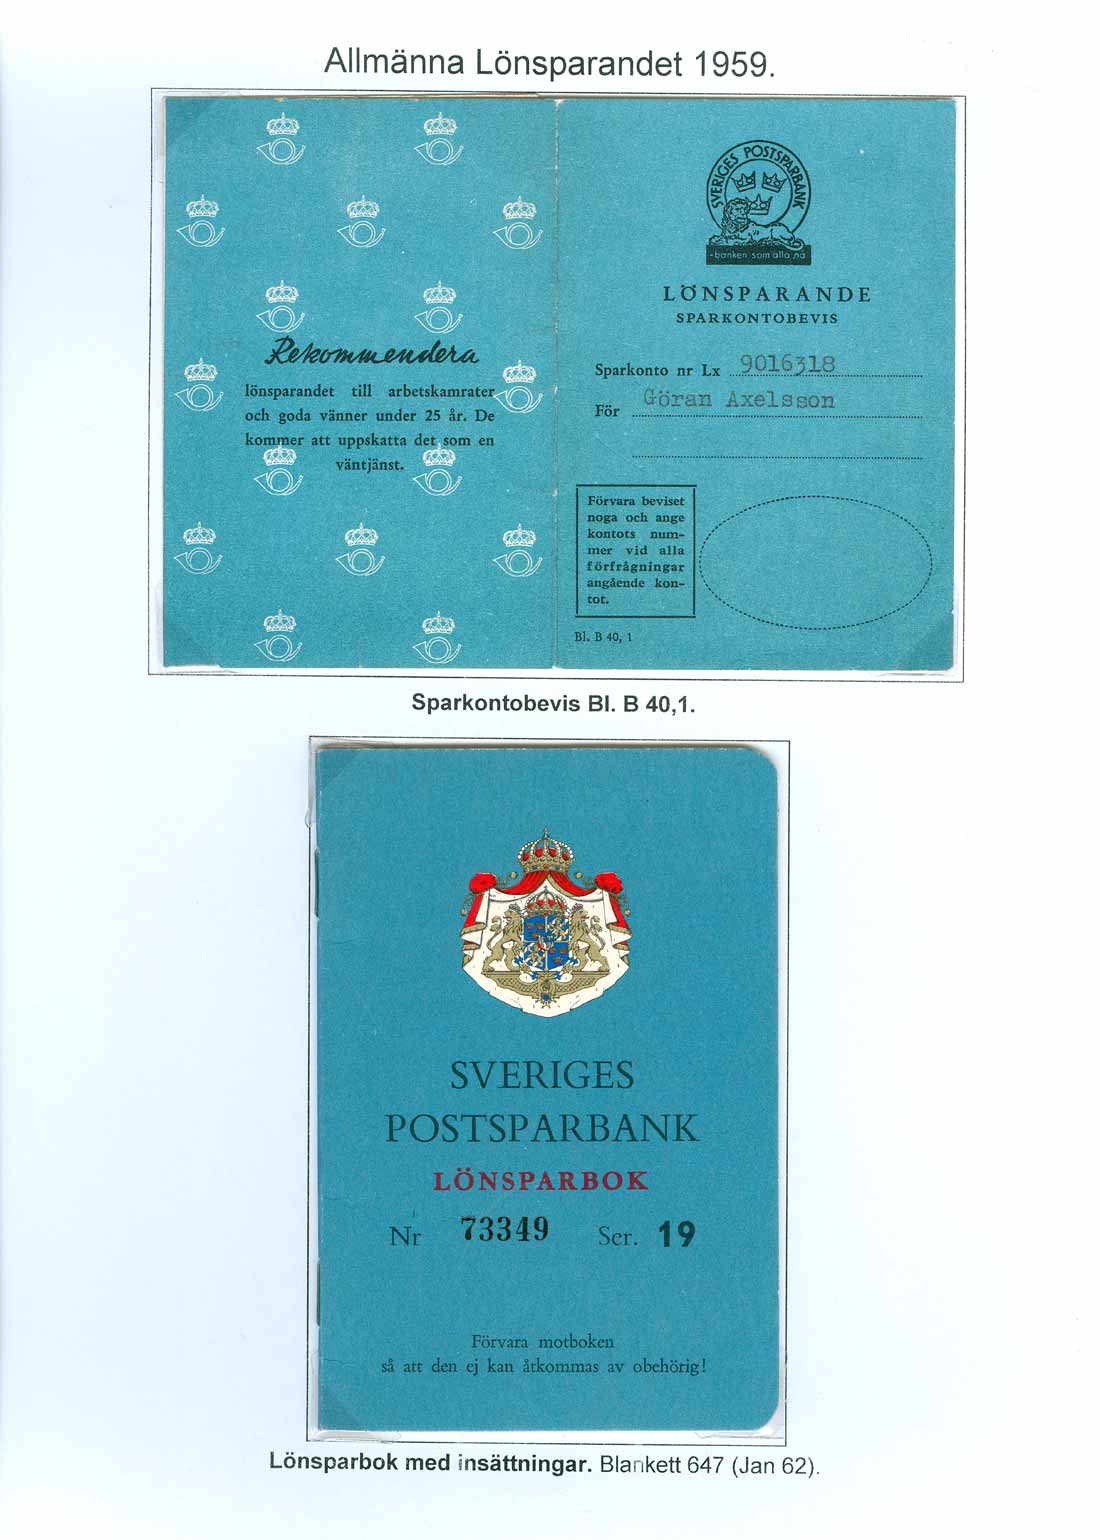 Allmänna Lönsparandet 1959.
Rekommendera
lönsparandet till arbetskamrater
och goda vänner under 25 år. De
kommer att uppskatta det som en
väntjänst.
SVERIGES POSTSPARBANK
-banken som alla nå
LÖNSPARANDE
SPARKONTOBEVIS
Sparkonto nr Lx 9016318
För Göran Axelsson
Förvara beviset
noga och ange
kontots num-
mer vid alla
förfrågningar
angående kon-
tot.
Bl. B 40, 1
Sparkontobevis Bl. B 40,1.
SVERIGES
POSTSPARBANK
LÖNSPARBOK
Nr 73349 Ser. 19
Förvara motboken
så att den ej kan åtkommas av obehörig!
Lönsparbok med insättningar. Blankett 647 (Jan 62).